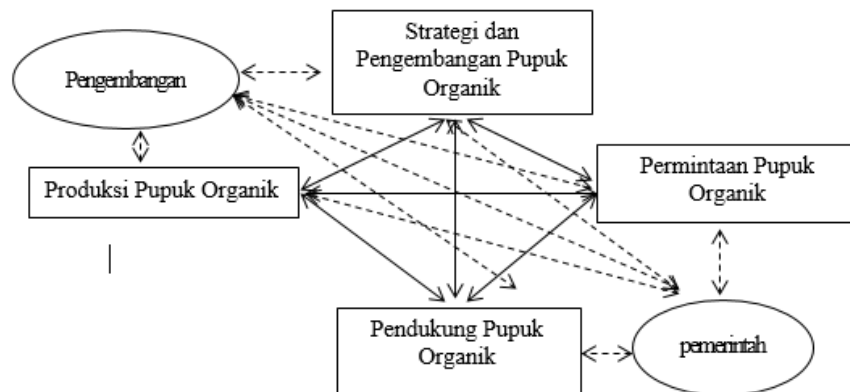 Strategi dan
Pengembangan Pupuk
Organik
Pengembangan
Produksi Pupuk Organik
Permintaan Pupuk
Organik
Pendukung Pupuk
Organik
pemerintah